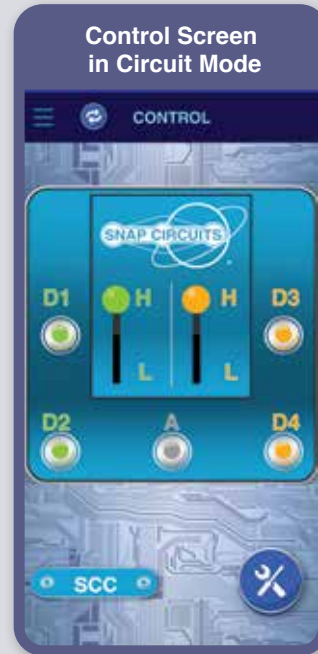 Control Screen
in Circuit Mode
CONTROL
SNAP CIRCUITS
D1 H H D3
L L
D2 A D4
SCC